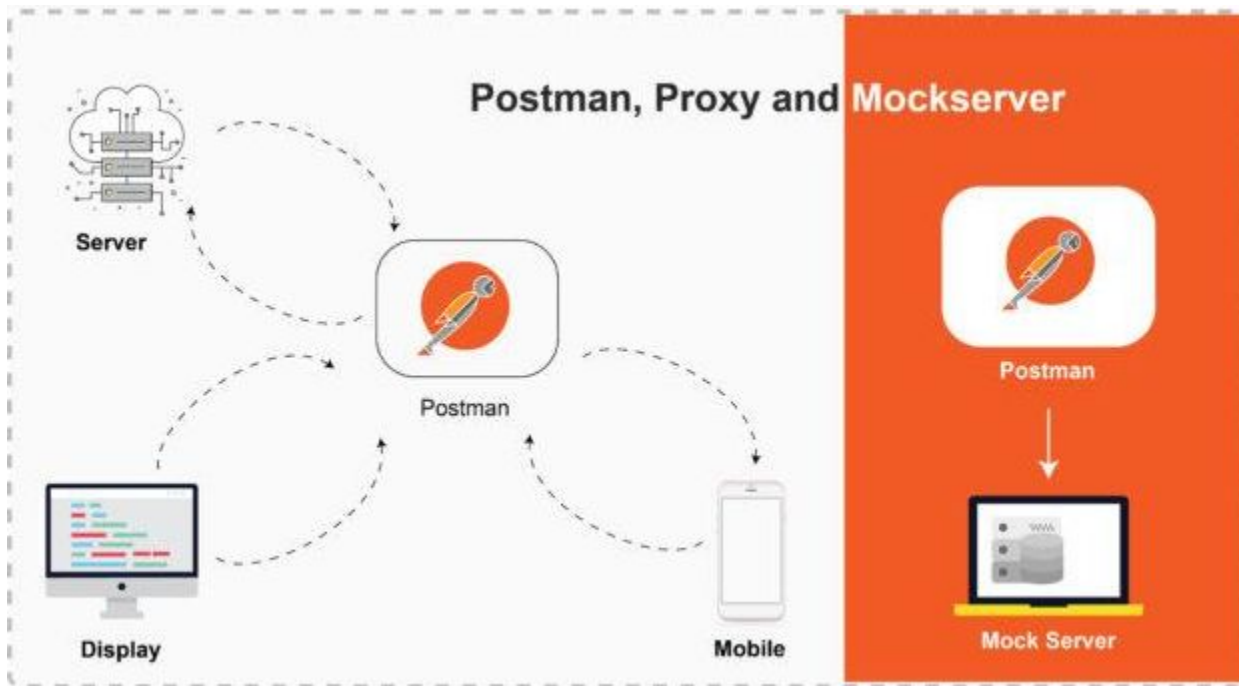 Postman, Proxy and Mockserver
Server
Postman
Postman
Display
Mobile
Mock Server